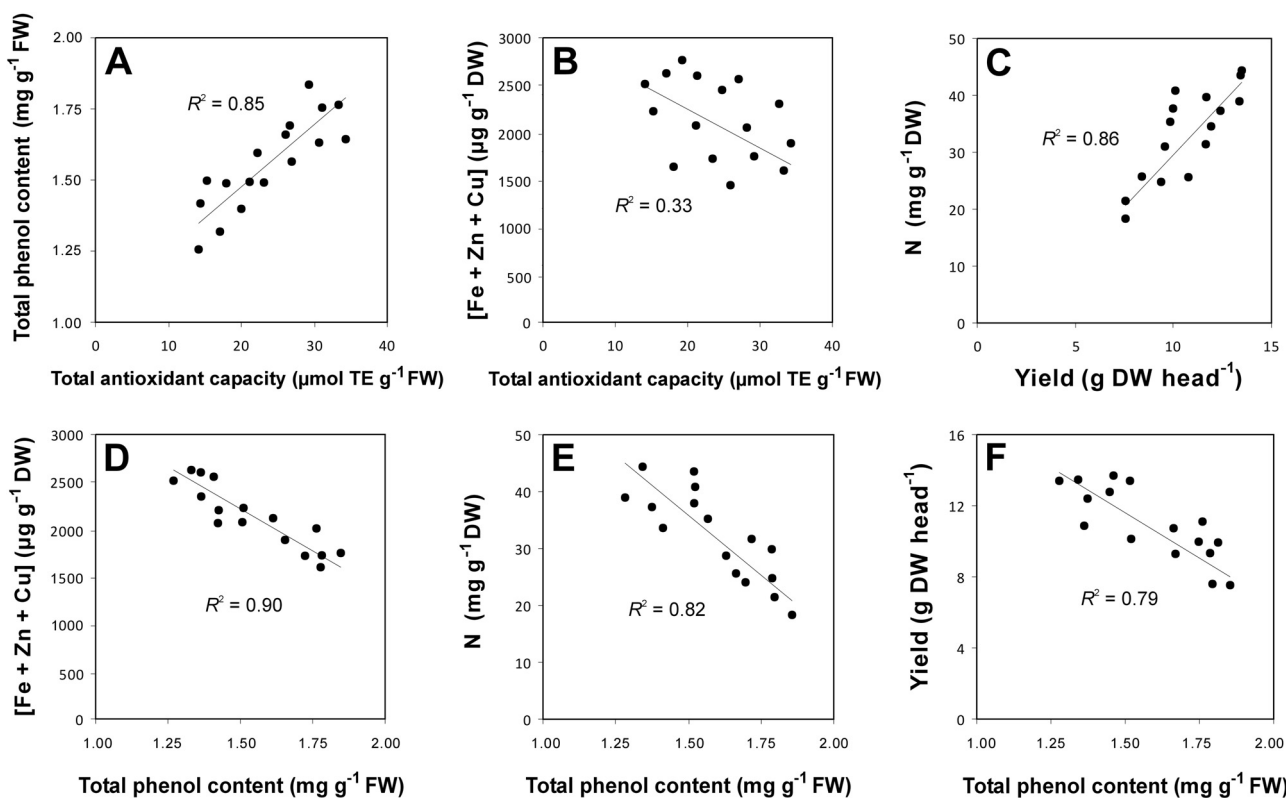 A
Total phenol content (mg g⁻¹ FW)
2.00
1.75
1.50
1.25
1.00
R² = 0.85
0 10 20 30 40
Total antioxidant capacity (µmol TE g⁻¹ FW)
B
[Fe + Zn + Cu] (µg g⁻¹ DW)
3000
2500
2000
1500
1000
500
0
R² = 0.33
0 10 20 30 40
Total antioxidant capacity (µmol TE g⁻¹ FW)
C
N (mg g⁻¹ DW)
50
40
30
20
10
0
R² = 0.86
0 5 10 15
Yield (g DW head⁻¹)
D
[Fe + Zn + Cu] (µg g⁻¹ DW)
3000
2500
2000
1500
1000
500
0
R² = 0.90
1.00 1.25 1.50 1.75 2.00
Total phenol content (mg g⁻¹ FW)
E
N (mg g⁻¹ DW)
50
40
30
20
10
0
R² = 0.82
1.00 1.25 1.50 1.75 2.00
Total phenol content (mg g⁻¹ FW)
F
Yield (g DW head⁻¹)
16
12
8
4
0
R² = 0.79
1.00 1.25 1.50 1.75 2.00
Total phenol content (mg g⁻¹ FW)